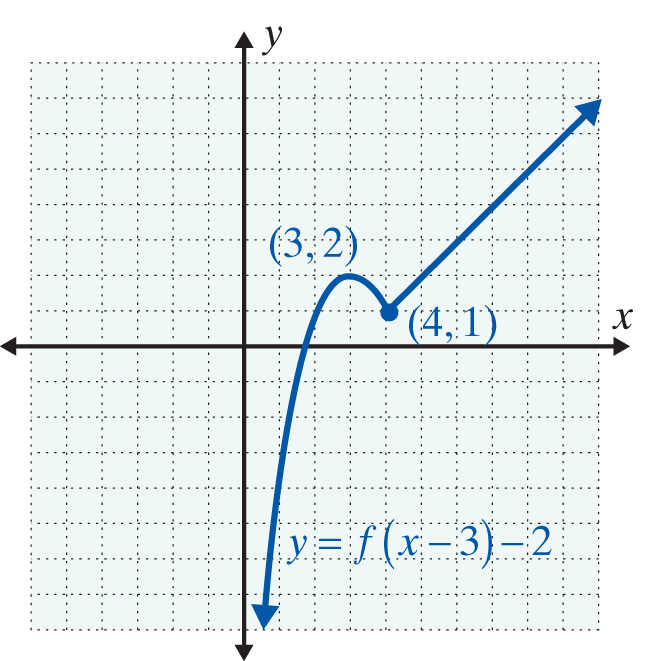 y
(3, 2)
x
(4, 1)
y = f(x − 3) − 2